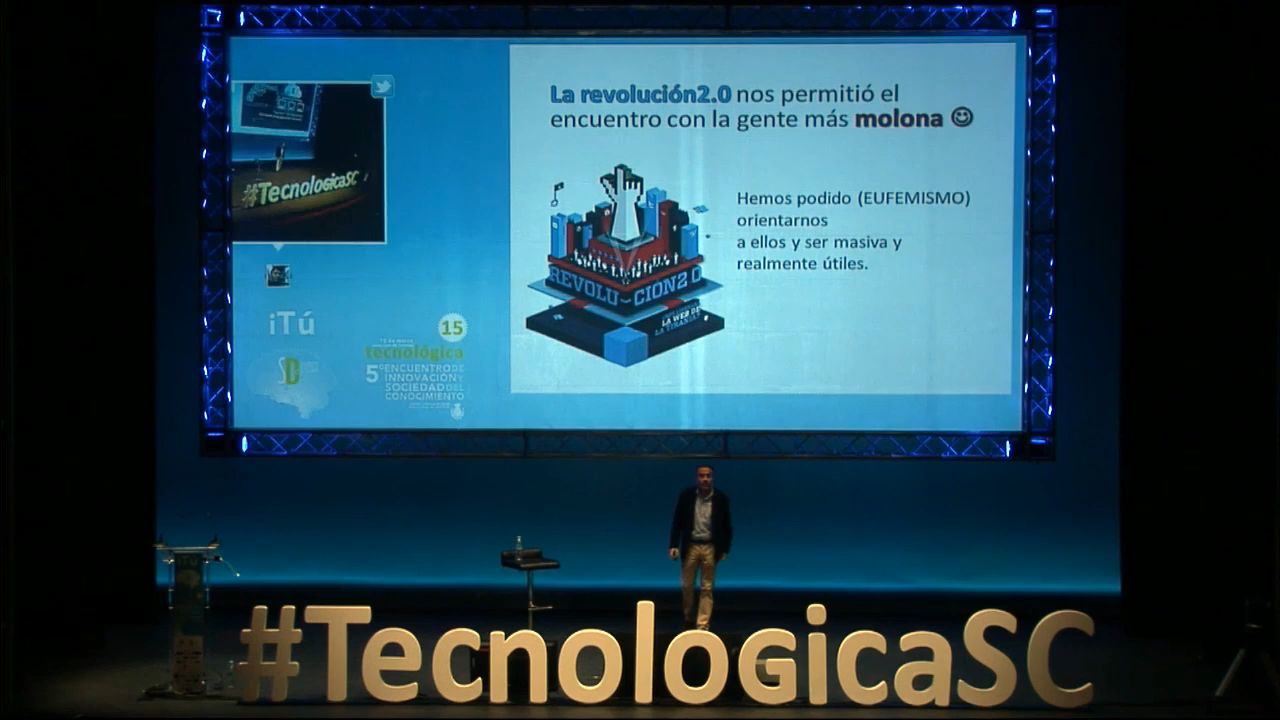 La revolución2.0 nos permitió el
encuentro con la gente más molona
Hemos podido (EUFEMISMO)
orientarnos
a ellos y ser masiva y
realmente útiles.
REVOLU CION2 0
LA WEB DE
#TecnologicaSC
iTú
SD
15
tecnológica
5º ENCUENTRO DE
INNOVACIÓN Y
SOCIEDAD DEL
CONOCIMIENTO
#TecnoloGicaSC